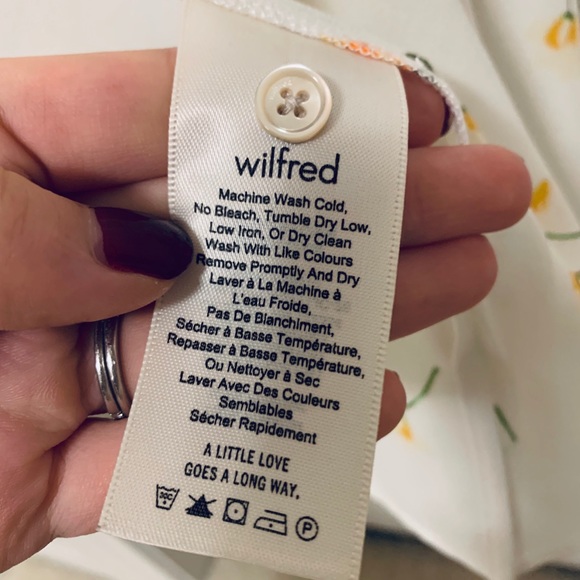 wilfred
Machine Wash Cold,
No Bleach, Tumble Dry Low,
Low Iron, Or Dry Clean
Wash With Like Colours
Remove Promptly And Dry
Laver à La Machine à
L'eau Froide,
Pas De Blanchiment,
Sécher à Basse Température,
Repasser à Basse Température,
Ou Nettoyer à Sec
Laver Avec Des Couleurs
Semblables
Sécher Rapidement
A LITTLE LOVE
GOES A LONG WAY.
30C P